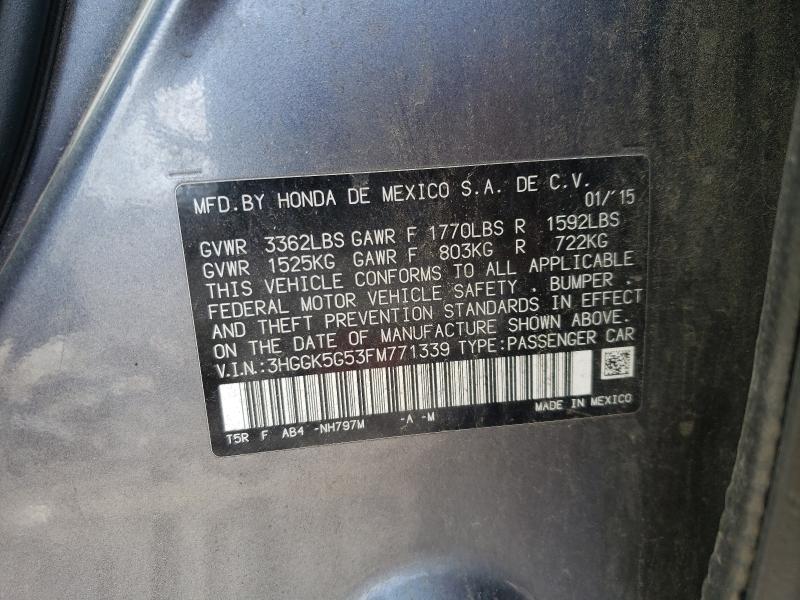 MFD.BY HONDA DE MEXICO S.A. DE C.V.
01/'15
GVWR 3362LBS GAWR F 1770LBS R 1592LBS
GVWR 1525KG GAWR F 803KG R 722KG
THIS VEHICLE CONFORMS TO ALL APPLICABLE
FEDERAL MOTOR VEHICLE SAFETY , BUMPER ,
AND THEFT PREVENTION STANDARDS IN EFFECT
ON THE DATE OF MANUFACTURE SHOWN ABOVE.
V.I.N.:3HGGK5G53FM771339 TYPE:PASSENGER CAR
MADE IN MEXICO
T5R F AB4 -NH797M -A -M